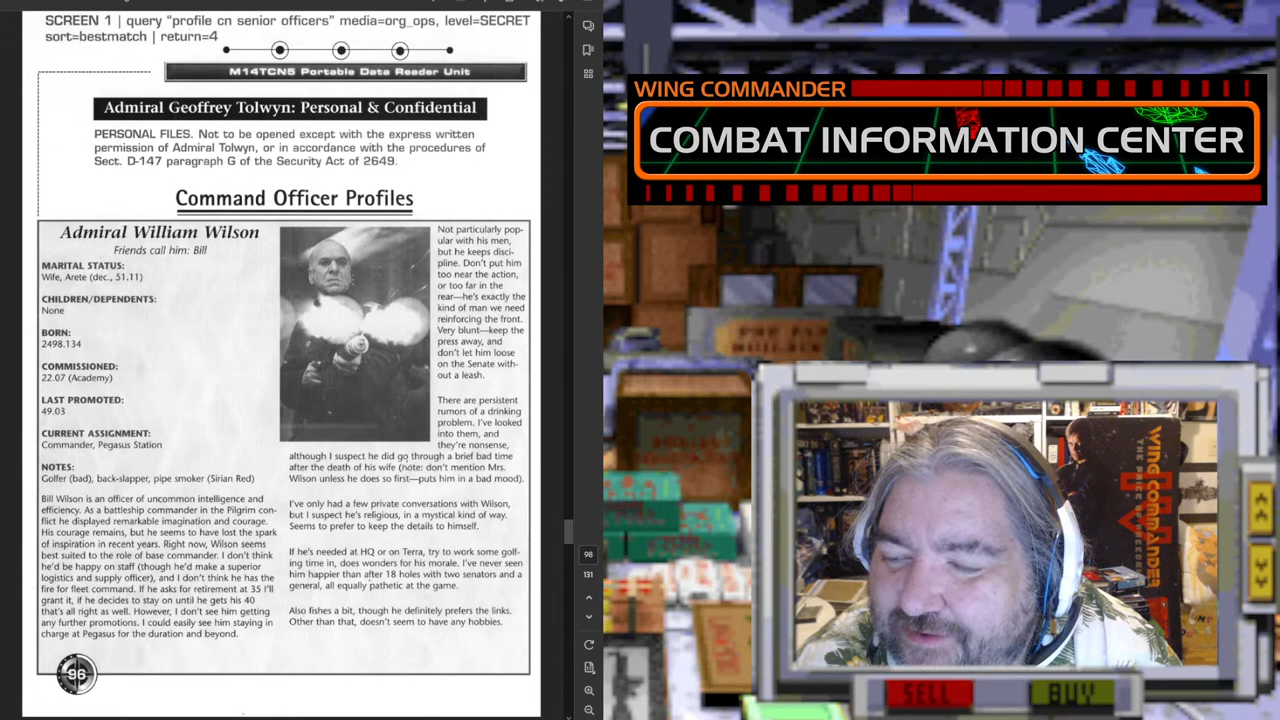 SCREEN 1 | query “profile cn senior officers” media=org_ops, level=SECRET
sort=bestmatch | return=4
M14TCN5 Portable Data Reader Unit
Admiral Geoffrey Tolwyn: Personal & Confidential
PERSONAL FILES. Not to be opened except with the express written
permission of Admiral Tolwyn, or in accordance with the procedures of
Sect. D-147 paragraph G of the Security Act of 2649.
Command Officer Profiles
Admiral William Wilson
Friends call him: Bill
MARITAL STATUS:
Wife, Arete (dec., 51.11)
CHILDREN/DEPENDENTS:
None
BORN:
2498.134
COMMISSIONED:
22.07 (Academy)
LAST PROMOTED:
49.03
CURRENT ASSIGNMENT:
Commander, Pegasus Station
NOTES:
Golfer (bad), back-slapper, pipe smoker (Sirian Red)
Bill Wilson is an officer of uncommon intelligence and
efficiency. As a battleship commander in the Pilgrim con-
flict he displayed remarkable imagination and courage.
His courage remains, but he seems to have lost the spark
of inspiration in recent years. Right now, Wilson seems
best suited to the role of base commander. I don’t think
he’d be happy on staff (though he’d make a superior
logistics and supply officer), and I don’t think he has the
fire for fleet command. If he asks for retirement at 35 I’ll
grant it, if he decides to stay on until he gets his 40
that’s all right as well. However, I don’t see him getting
any further promotions. I could easily see him staying in
charge at Pegasus for the duration and beyond.
Not particularly pop-
ular with his men,
but he keeps disci-
pline. Don’t put him
too near the action,
or too far in the
rear—he’s exactly the
kind of man we need
reinforcing the front.
Very blunt—keep the
press away, and
don’t let him loose
on the Senate with-
out a leash.
There are persistent
rumors of a drinking
problem. I’ve looked
into them, and
they’re nonsense,
although I suspect he did go through a brief bad time
after the death of his wife (note: don’t mention Mrs.
Wilson unless he does so first—puts him in a bad mood).
I’ve only had a few private conversations with Wilson,
but I suspect he’s religious, in a mystical kind of way.
Seems to prefer to keep the details to himself.
If he’s needed at HQ or on Terra, try to work some golf-
ing time in, does wonders for his morale. I’ve never seen
him happier than after 18 holes with two senators and a
general, all equally pathetic at the game.
Also fishes a bit, though he definitely prefers the links.
Other than that, doesn’t seem to have any hobbies.
96
98
131
WING COMMANDER
COMBAT INFORMATION CENTER
WING COMMANDER
THE PRICE OF FREEDOM
SELL
BUY